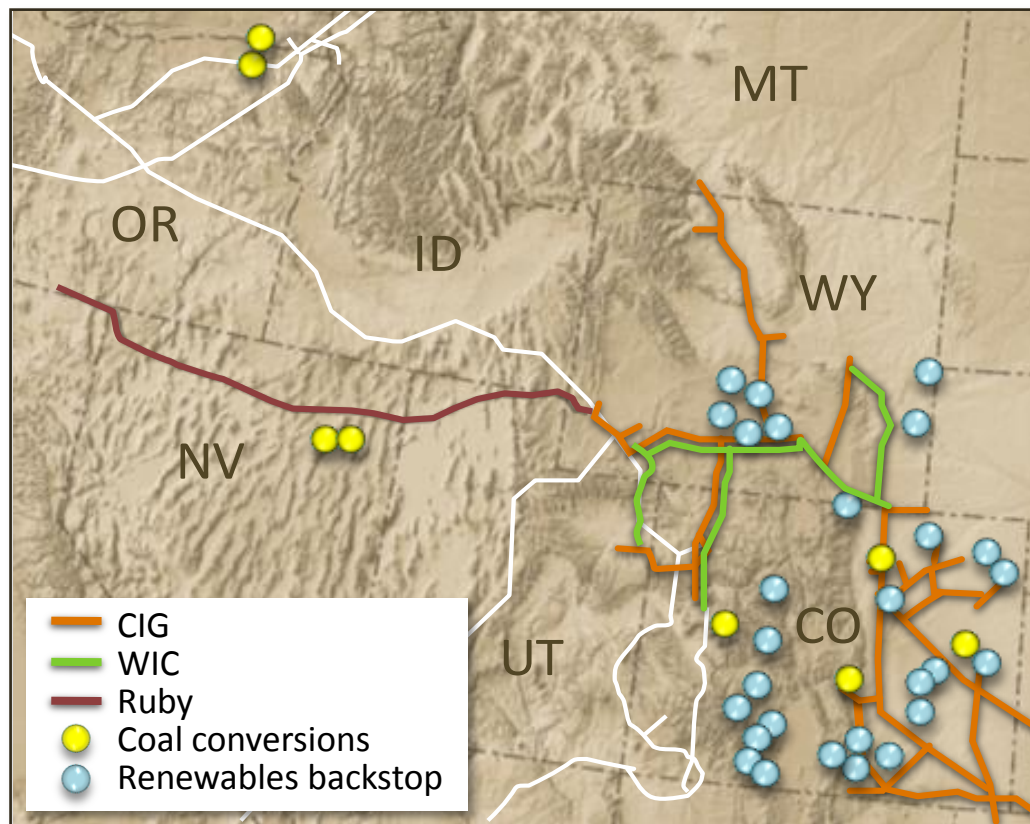 MT
OR
ID
WY
NV
CO
UT
CIG
WIC
Ruby
Coal conversions
Renewables backstop